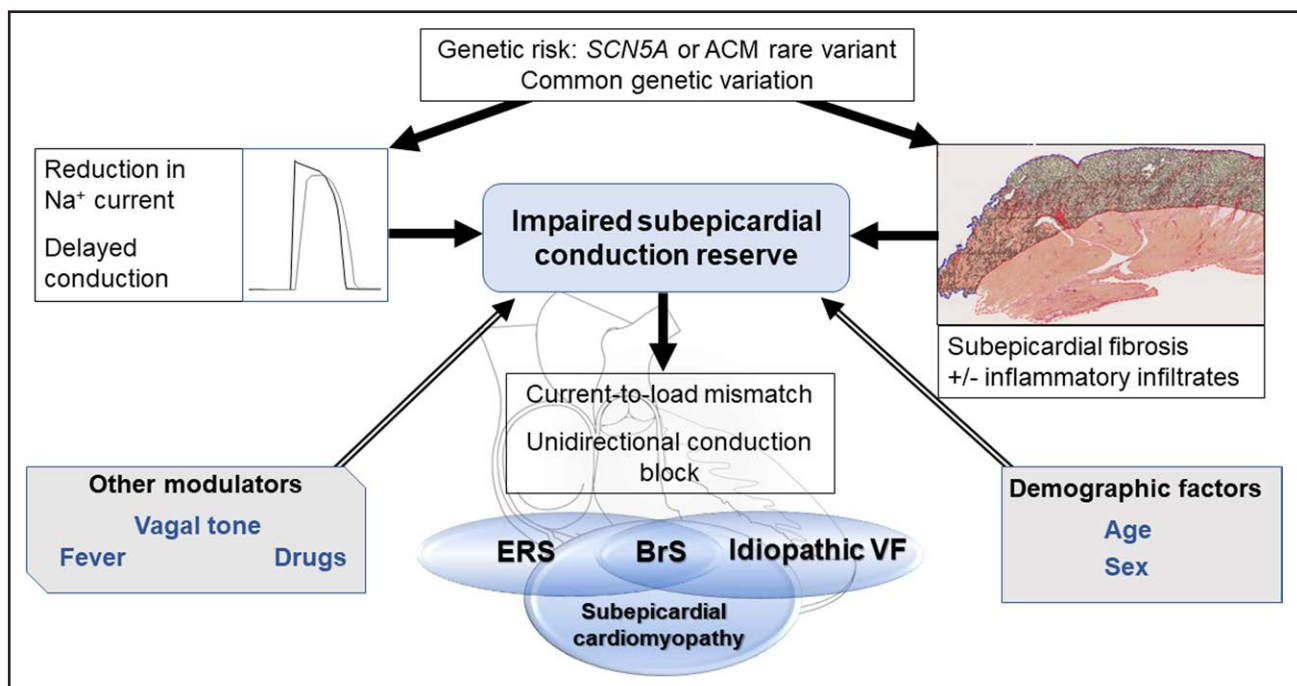 Genetic risk: SCN5A or ACM rare variant
Common genetic variation
Reduction in
Na⁺ current
Delayed
conduction
Impaired subepicardial
conduction reserve
Subepicardial fibrosis
+/- inflammatory infiltrates
Current-to-load mismatch
Unidirectional conduction
block
Other modulators
Vagal tone
Fever Drugs
Demographic factors
Age
Sex
ERS BrS Idiopathic VF
Subepicardial
cardiomyopathy